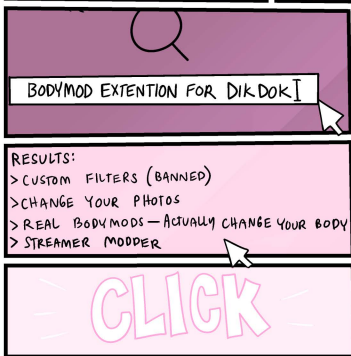 BODYMOD EXTENTION FOR DIKDOK
RESULTS:
> CUSTOM FILTERS (BANNED)
> CHANGE YOUR PHOTOS
> REAL BODYMODS — ACTUALLY CHANGE YOUR BODY
> STREAMER MODDER
CLICK